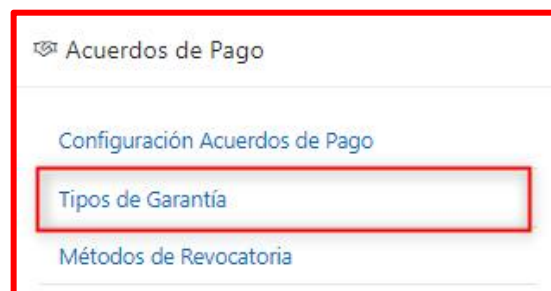 Acuerdos de Pago
Configuración Acuerdos de Pago
Tipos de Garantía
Métodos de Revocatoria